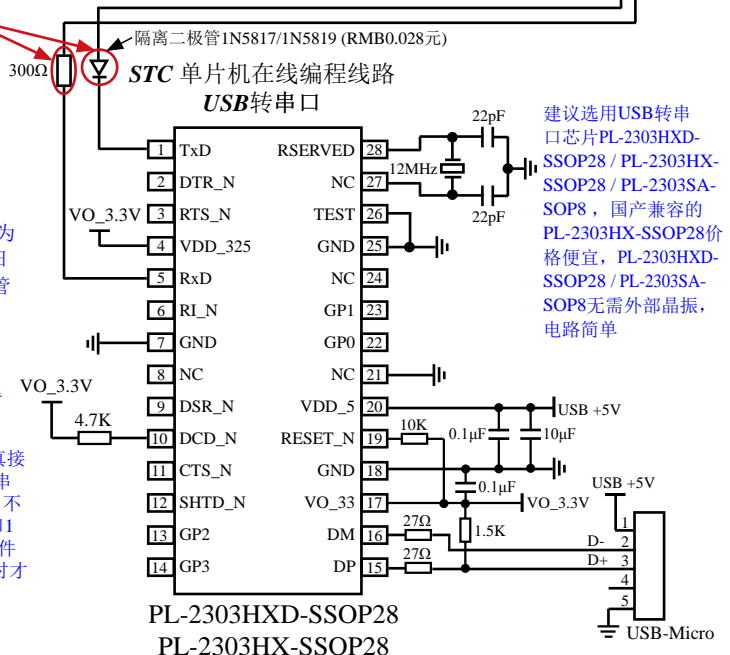 隔离二极管1N5817/1N5819 (RMB0.028元)
300Ω
STC 单片机在线编程线路
USB转串口
22pF
12MHz
22pF
建议选用USB转串
口芯片PL-2303HXD-
SSOP28 / PL-2303HX-
SSOP28 / PL-2303SA-
SOP8，国产兼容的
PL-2303HX-SSOP28价
格便宜，PL-2303HXD-
SSOP28 / PL-2303SA-
SOP8无需外部晶振，
电路简单
1 TxD RSERVED 28
2 DTR_N NC 27
VO_3.3V 3 RTS_N TEST 26
4 VDD_325 GND 25
5 RxD NC 24
6 RI_N GP1 23
7 GND GP0 22
8 NC NC 21
VO_3.3V
9 DSR_N VDD_5 20 USB +5V
4.7K 10 DCD_N RESET_N 19 10K 0.1μF 10μF
11 CTS_N GND 18
0.1μF
12 SHTD_N VO_33 17 VO_3.3V
13 GP2 DM 16 27Ω 1.5K
14 GP3 DP 15 27Ω
USB +5V
1
D- 2
D+ 3
4
5
USB-Micro
PL-2303HXD-SSOP28
PL-2303HX-SSOP28
为
管
接
串
不
1
件
才